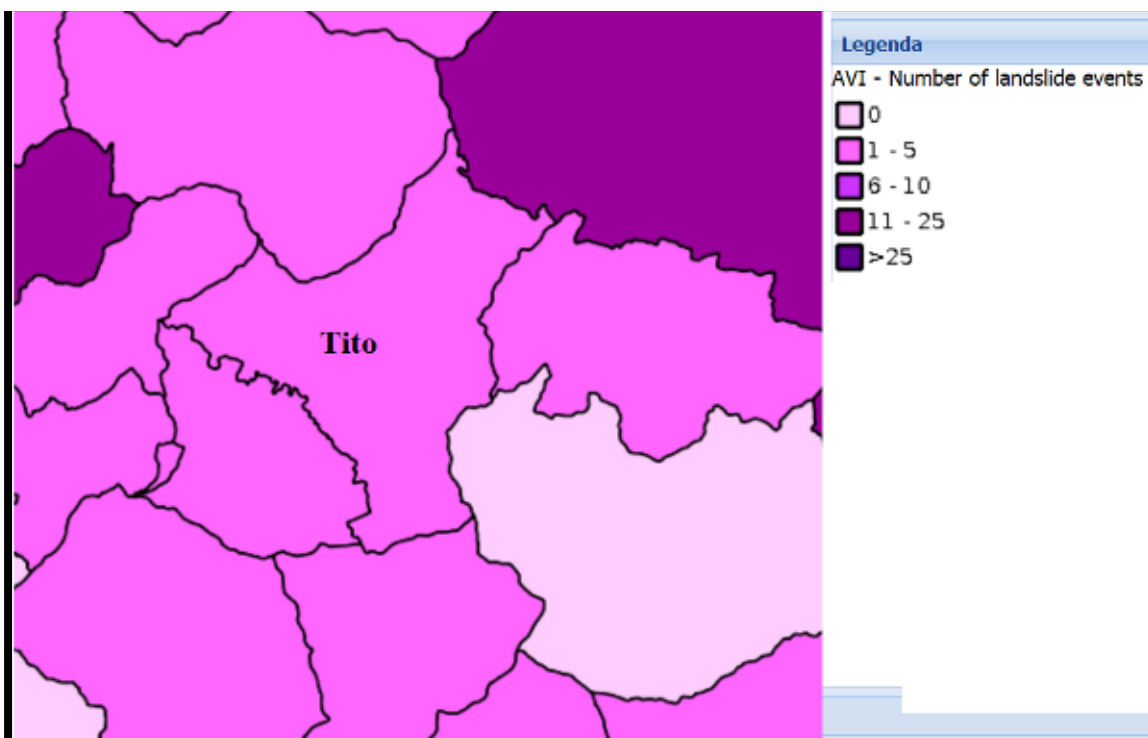 Tito
Legenda
AVI - Number of landslide events
0
1 - 5
6 - 10
11 - 25
>25